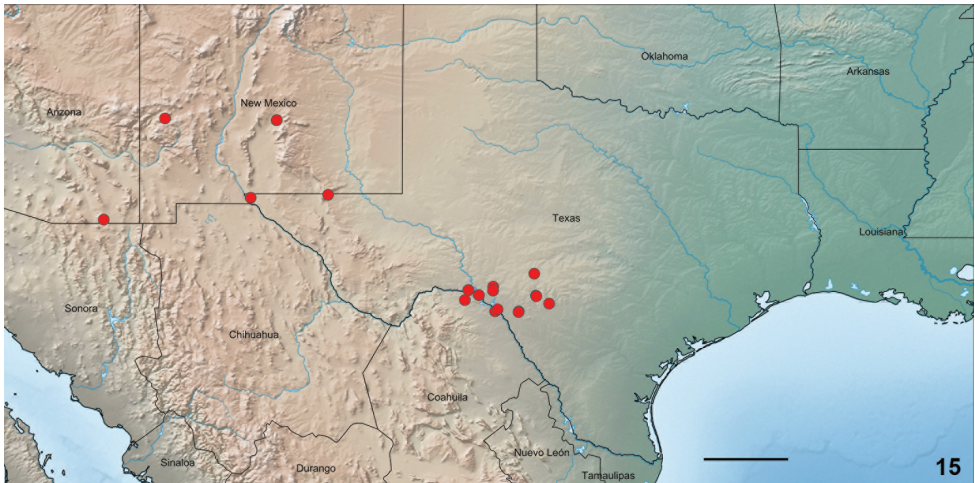 Oklahoma
Arkansas
Arizona
New Mexico
Texas
Louisiana
Sonora
Chihuahua
Coahuila
Nuevo León
Sinaloa
Durango
Tamaulipas
15